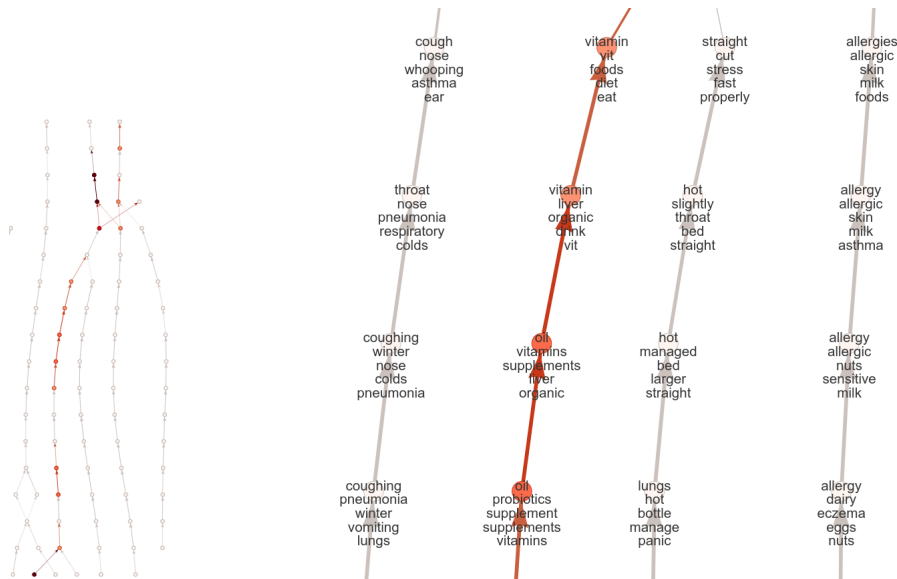 cough
nose
whooping
asthma
ear
vitamin
vit
foods
diet
eat
straight
cut
stress
fast
properly
allergies
allergic
skin
milk
foods
throat
nose
pneumonia
respiratory
colds
vitamin
liver
organic
drink
vit
hot
slightly
throat
bed
straight
allergy
allergic
skin
milk
asthma
coughing
winter
nose
colds
pneumonia
oil
vitamins
supplements
liver
organic
hot
managed
bed
larger
straight
allergy
allergic
nuts
sensitive
milk
coughing
pneumonia
winter
vomiting
lungs
oil
probiotics
supplement
supplements
vitamins
lungs
hot
bottle
manage
panic
allergy
dairy
eczema
eggs
nuts